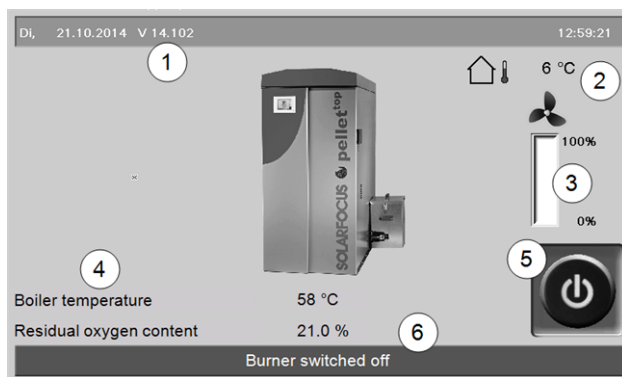 Di, 21.10.2014 V 14.102 12:59:21
1
6 °C
2
100%
3
0%
SOLARFOCUS pellet top
4
5
Boiler temperature 58 °C
Residual oxygen content 21.0 %
6
Burner switched off